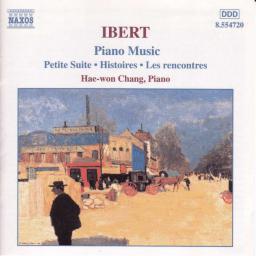 NAXOS
DDD
8.554720
IBERT
Piano Music
Petite Suite • Histoires • Les rencontres
Hae-won Chang, Piano